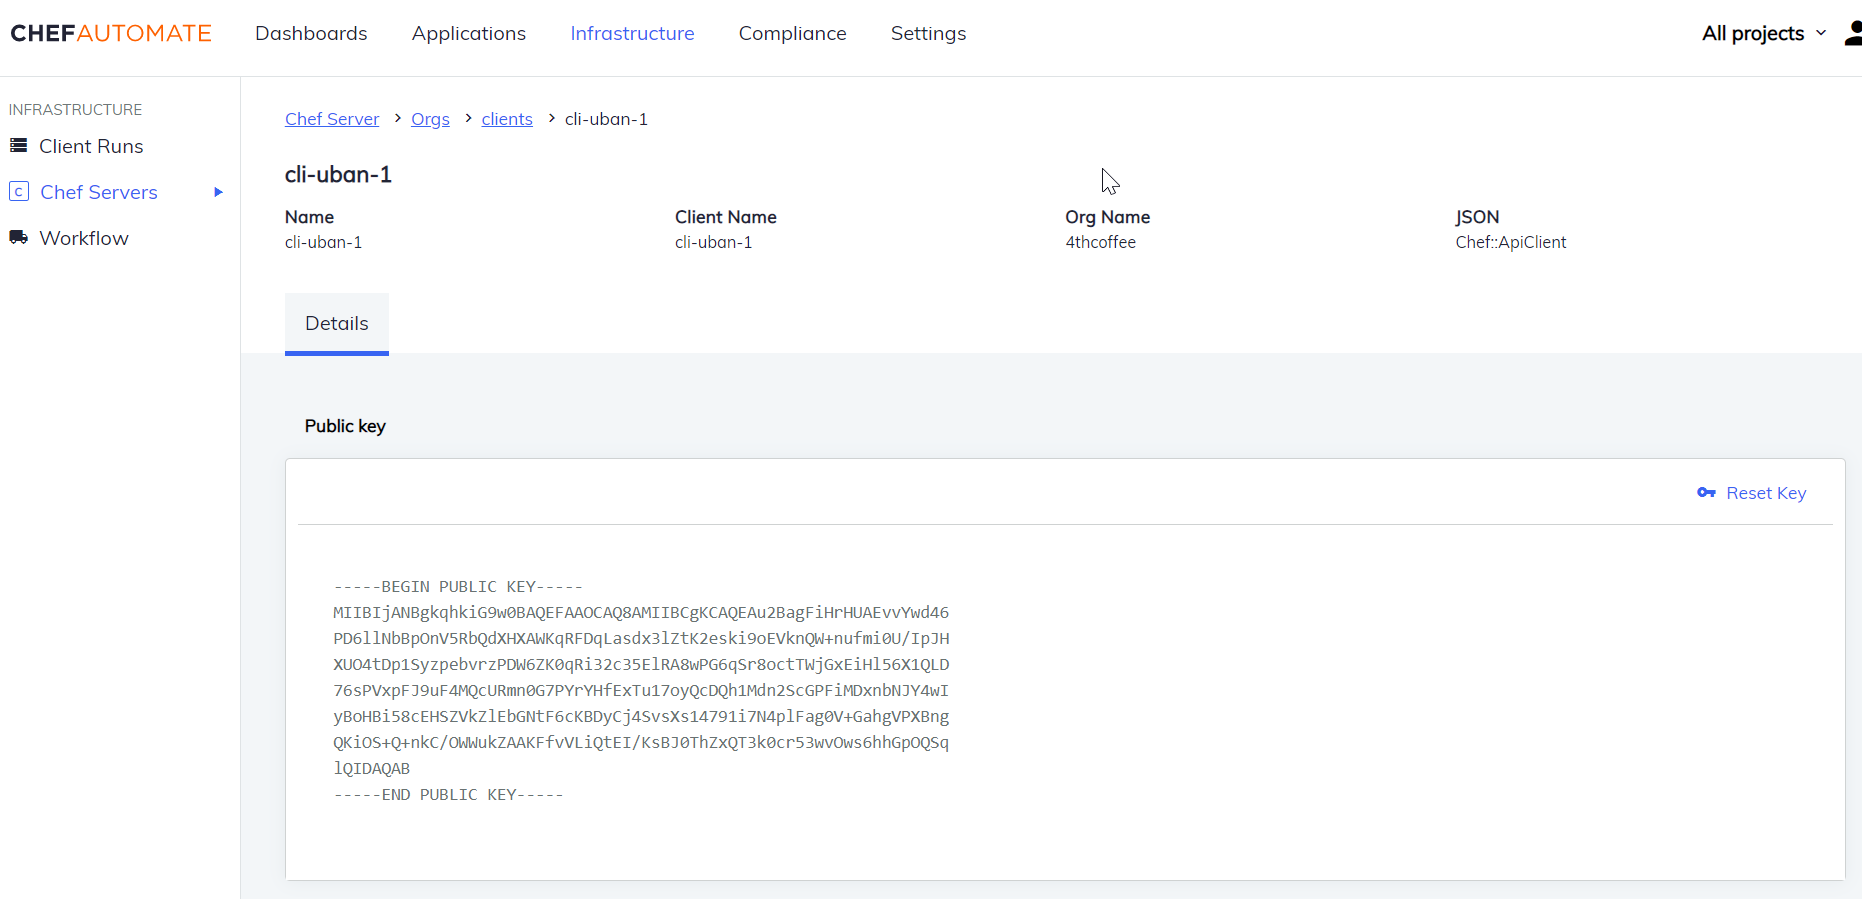 CHEFAUTOMATE Dashboards Applications Infrastructure Compliance Settings All projects
INFRASTRUCTURE
Client Runs
C Chef Servers
Workflow
Chef Server > Orgs > clients > cli-uban-1
cli-uban-1
Name Client Name Org Name JSON
cli-uban-1 cli-uban-1 4thcoffee Chef::ApiClient
Details
Public key
Reset Key
-----BEGIN PUBLIC KEY-----
MIIBIjANBgkqhkiG9w0BAQEFAAOCAQ8AMIIBCgKCAQEAu2BagFiHrHUAEvvYwd46
PD6llNbBpOnV5RbQdXHXAWKqRFDqLasdx3lZtK2eski9oEVknQW+nufmi0U/IpJH
XUO4tDp1SyzpebvrzPDW6ZK0qRi32c35ElRA8wPG6qSr8octTWjGxEiHl56X1QLD
76sPVxpFJ9uF4MQcURmn0G7PYrYHfExTu17oyQcDQh1Mdn2ScGPFiMDxnbNJY4wI
yBoHBi58cEHSZVkZlEbGNtF6cKBDyCj4SvsXs14791i7N4plFag0V+GahgVPXBng
QKiOS+Q+nkC/OWWukZAAKFfvVLiQtEI/KsBJ0ThZxQT3k0cr53wvOws6hhGpOQSq
lQIDAQAB
-----END PUBLIC KEY-----